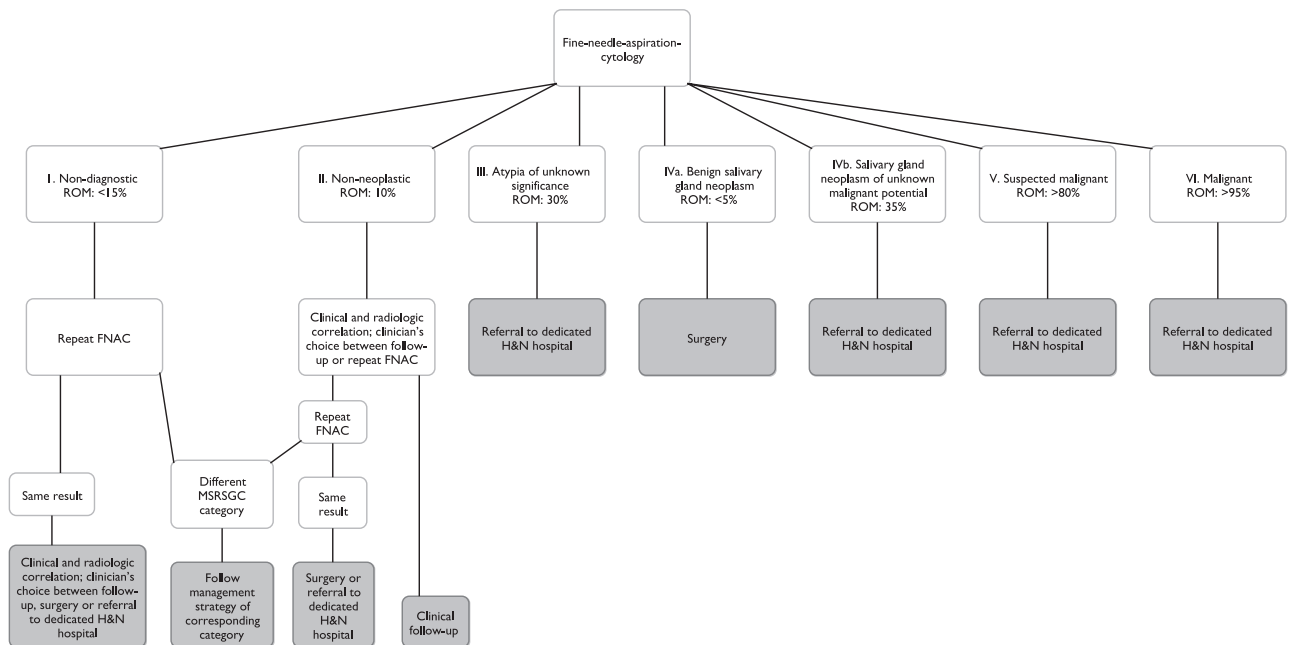 Fine-needle-aspiration-
cytology
I. Non-diagnostic
ROM: <15%
II. Non-neoplastic
ROM: 10%
III. Atypia of unknown
significance
ROM: 30%
IVa. Benign salivary
gland neoplasm
ROM: <5%
IVb. Salivary gland
neoplasm of unknown
malignant potential
ROM: 35%
V. Suspected malignant
ROM: >80%
VI. Malignant
ROM: >95%
Repeat FNAC
Clinical and radiologic
correlation; clinician's
choice between follow-
up or repeat FNAC
Referral to dedicated
H&N hospital
Surgery
Referral to dedicated
H&N hospital
Referral to dedicated
H&N hospital
Referral to dedicated
H&N hospital
Repeat
FNAC
Same result
Different
MSRSGC
category
Same
result
Clinical and radiologic
correlation; clinician's
choice between follow-
up, surgery or referral
to dedicated H&N
hospital
Follow
management
strategy of
corresponding
category
Surgery or
referral to
dedicated
H&N
hospital
Clinical
follow-up